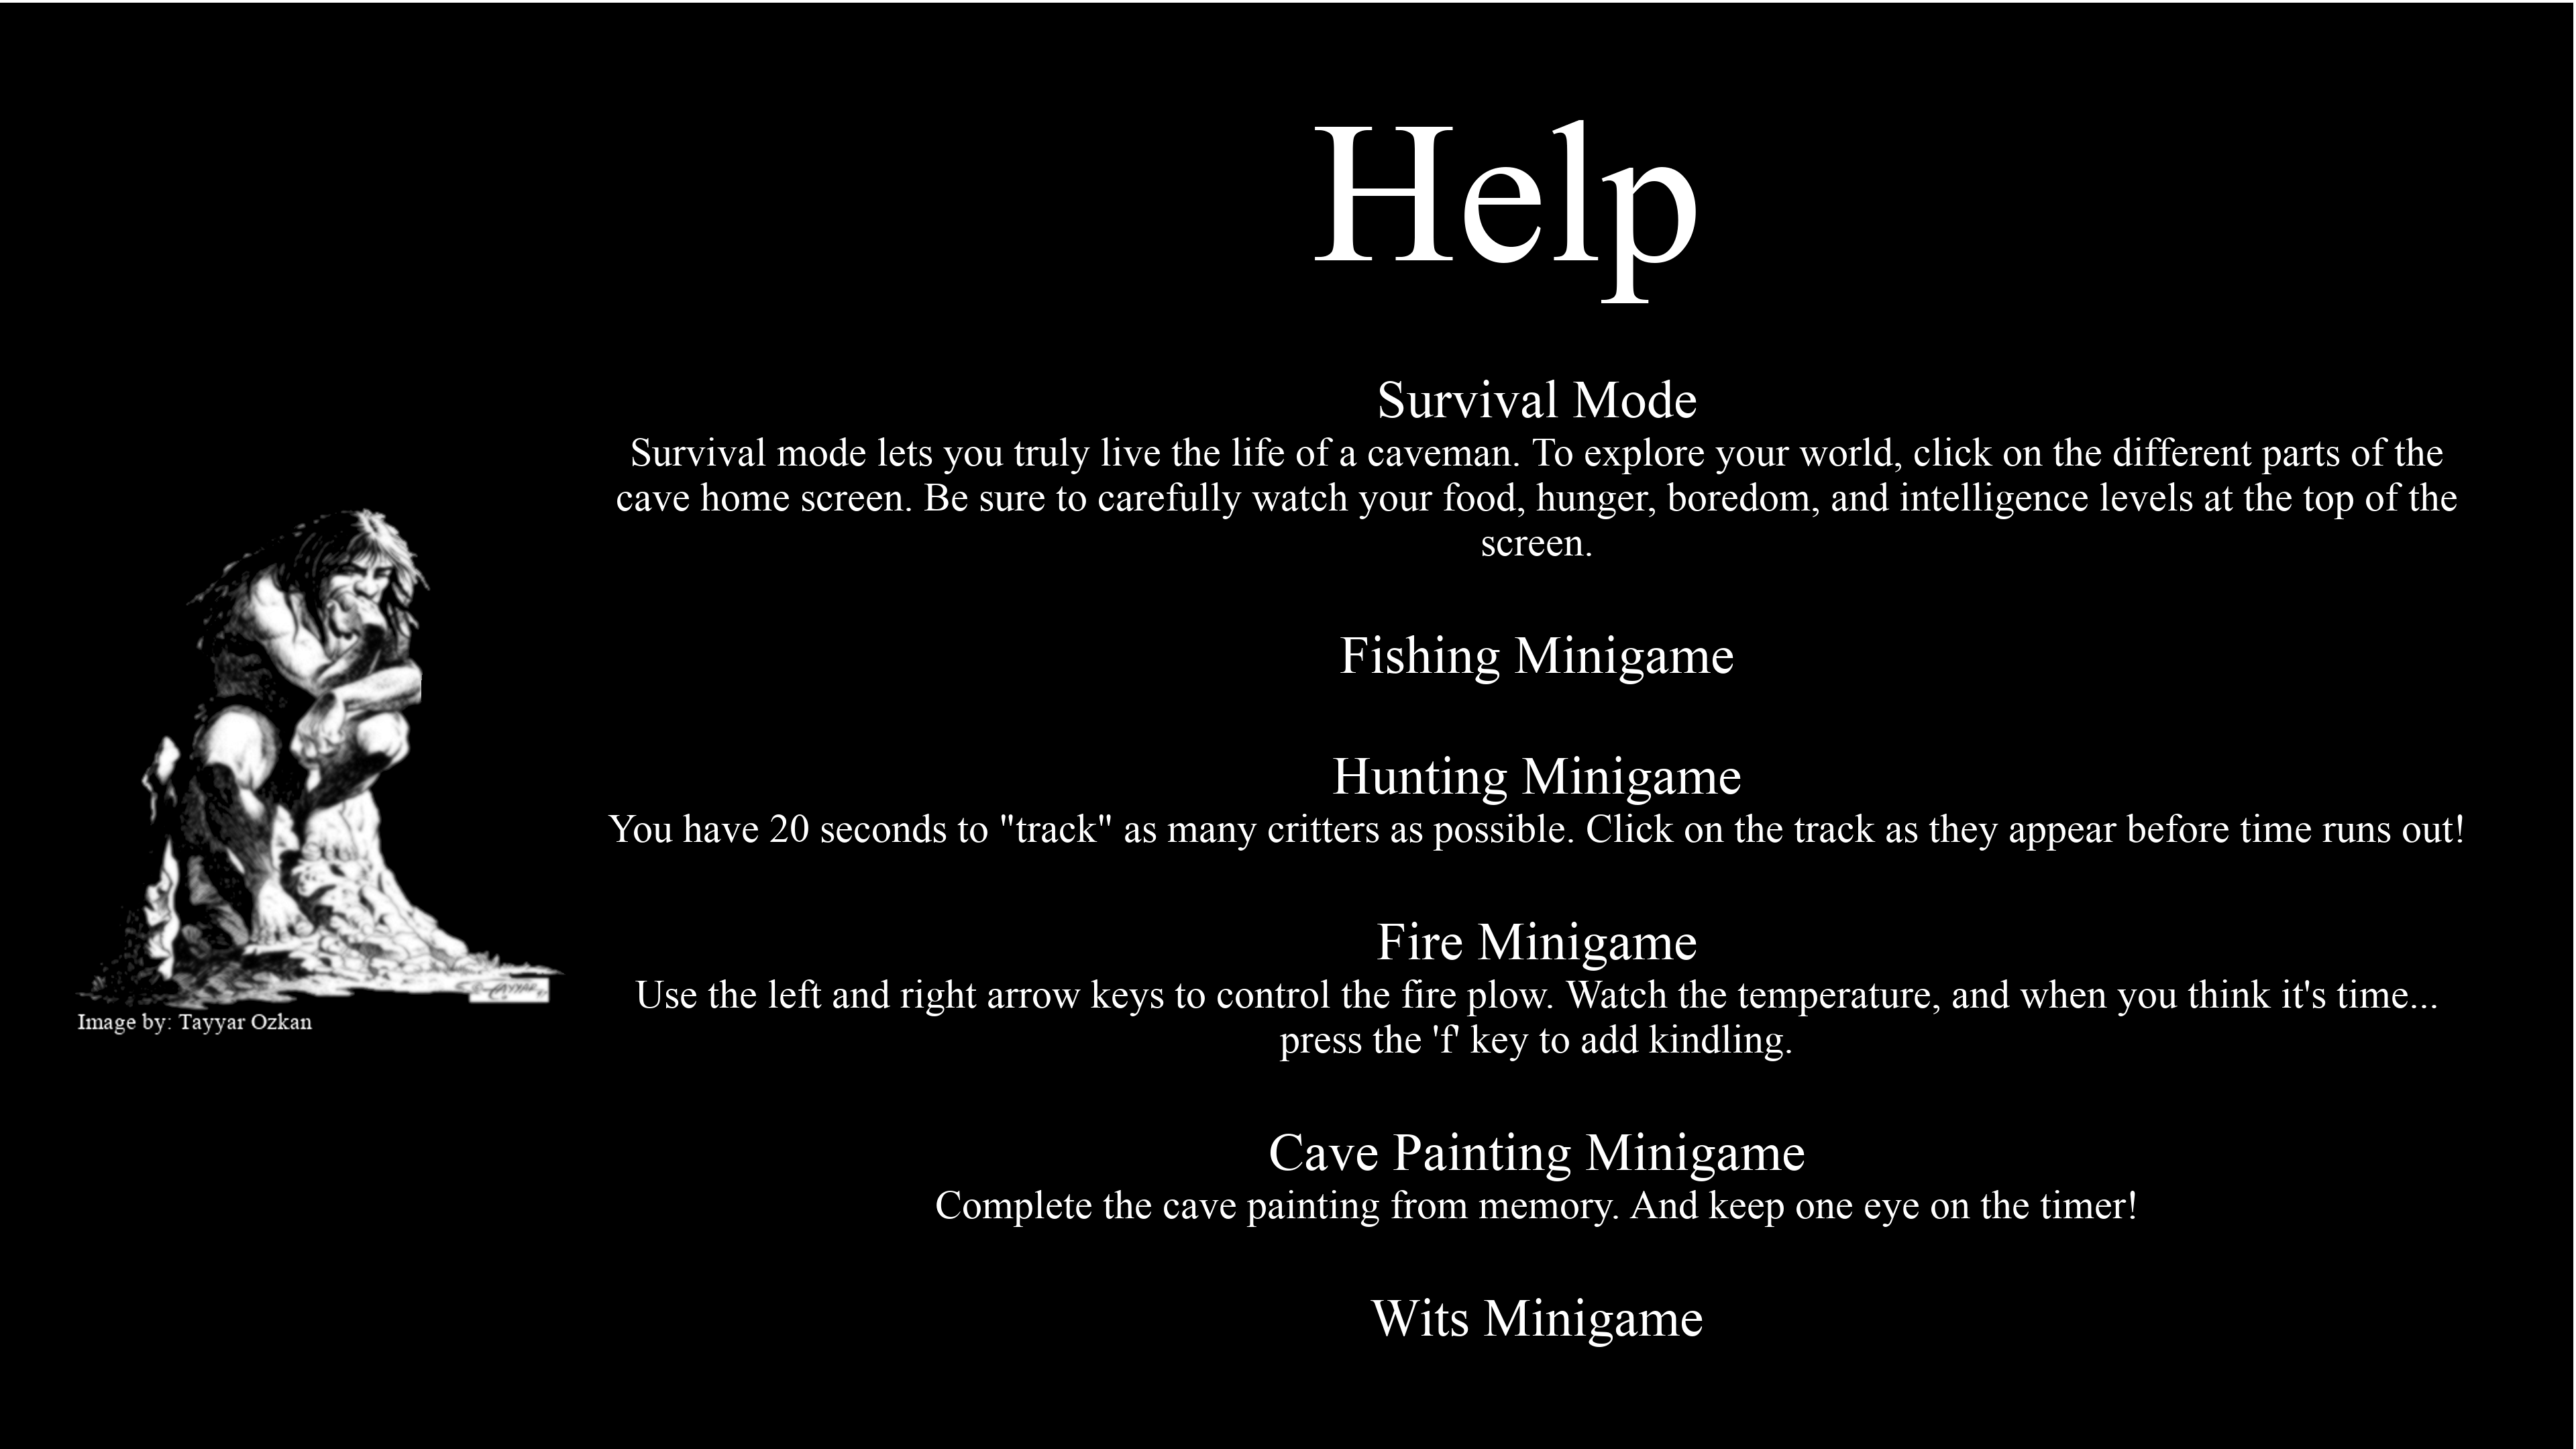 Help
Survival Mode
Survival mode lets you truly live the life of a caveman. To explore your world, click on the different parts of the
cave home screen. Be sure to carefully watch your food, hunger, boredom, and intelligence levels at the top of the
screen.
Fishing Minigame
Hunting Minigame
You have 20 seconds to "track" as many critters as possible. Click on the track as they appear before time runs out!
Fire Minigame
Use the left and right arrow keys to control the fire plow. Watch the temperature, and when you think it's time...
press the 'f' key to add kindling.
Cave Painting Minigame
Complete the cave painting from memory. And keep one eye on the timer!
Wits Minigame
Image by: Tayyar Ozkan